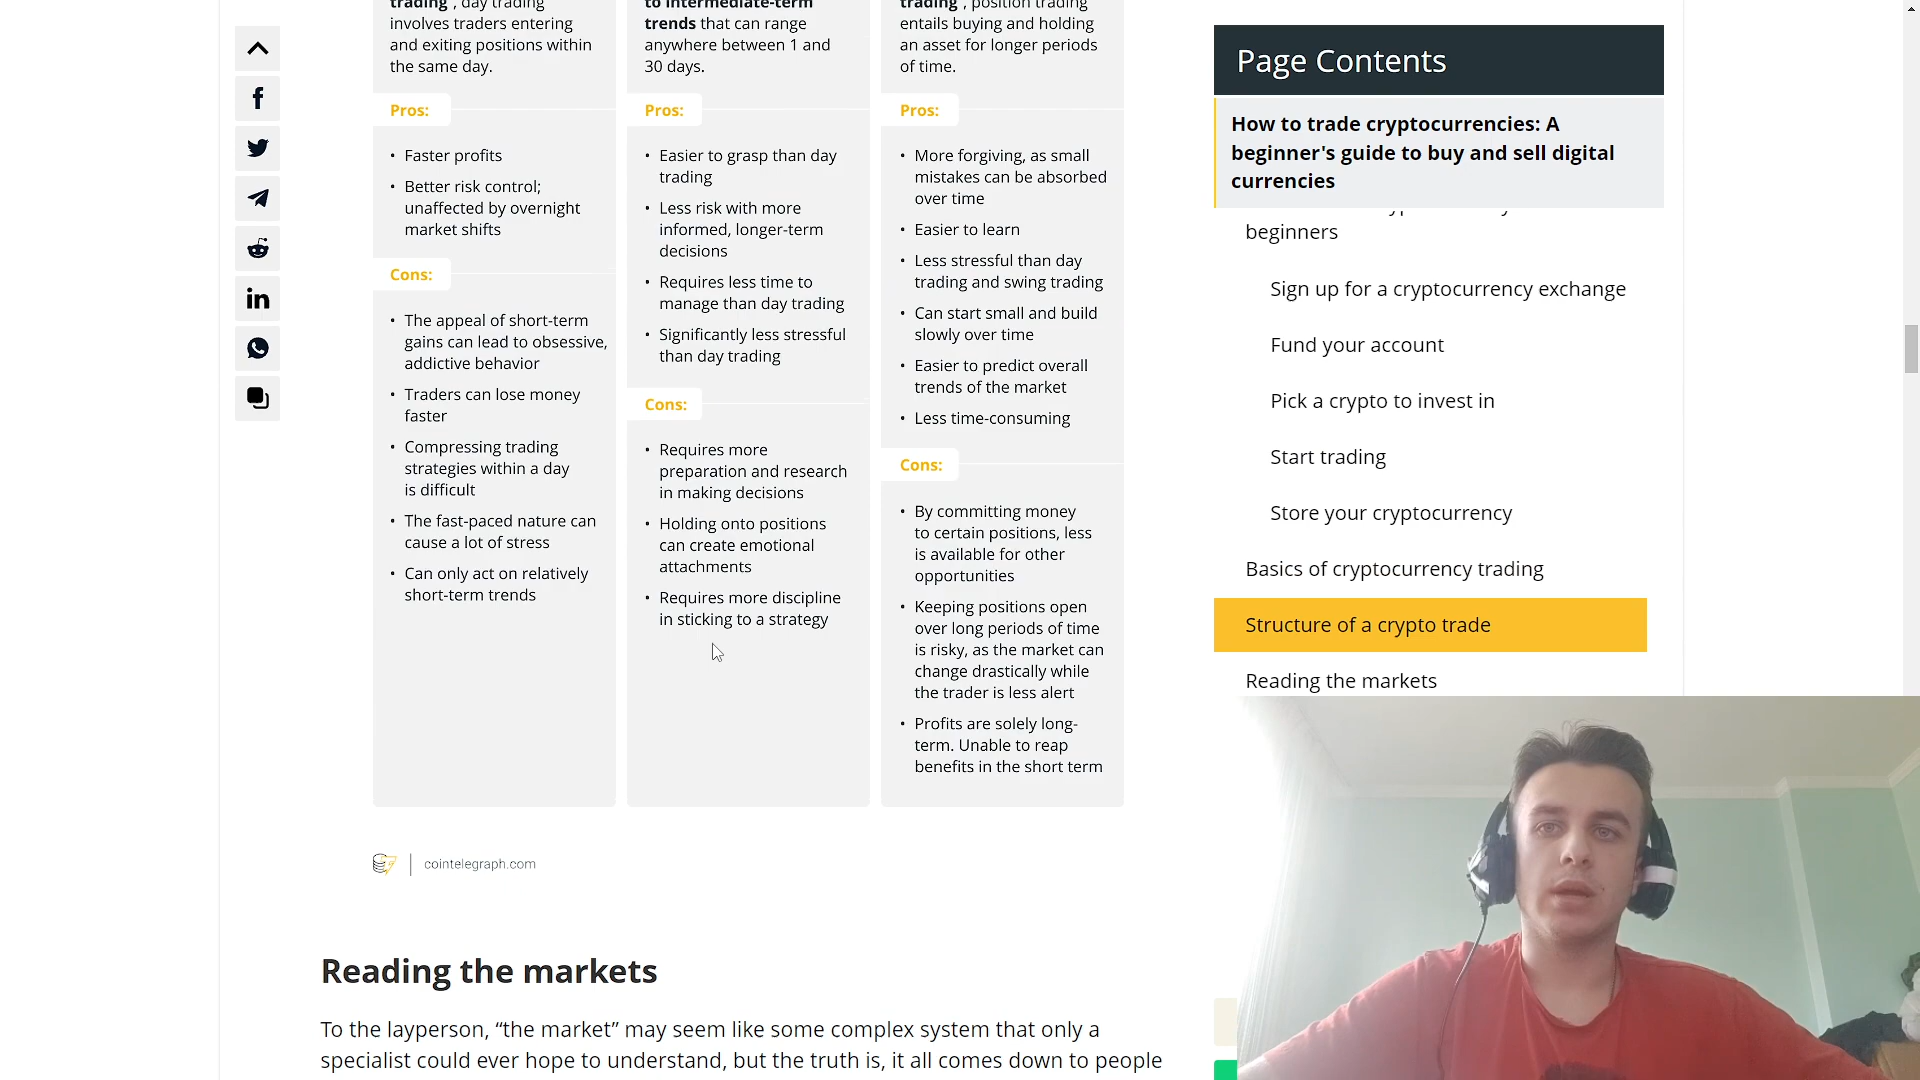 trading", day trading
involves traders entering
and exiting positions within
the same day.
Pros:
• Faster profits
• Better risk control;
unaffected by overnight
market shifts
Cons:
• The appeal of short-term
gains can lead to obsessive,
addictive behavior
• Traders can lose money
faster
• Compressing trading
strategies within a day
is difficult
• The fast-paced nature can
cause a lot of stress
• Can only act on relatively
short-term trends
to intermediate-term
trends that can range
anywhere between 1 and
30 days.
Pros:
• Easier to grasp than day
trading
• Less risk with more
informed, longer-term
decisions
• Requires less time to
manage than day trading
• Significantly less stressful
than day trading
Cons:
• Requires more
preparation and research
in making decisions
• Holding onto positions
can create emotional
attachments
• Requires more discipline
in sticking to a strategy
trading", position trading
entails buying and holding
an asset for longer periods
of time.
Pros:
• More forgiving, as small
mistakes can be absorbed
over time
• Easier to learn
• Less stressful than day
trading and swing trading
• Can start small and build
slowly over time
• Easier to predict overall
trends of the market
• Less time-consuming
Cons:
• By committing money
to certain positions, less
is available for other
opportunities
• Keeping positions open
over long periods of time
is risky, as the market can
change drastically while
the trader is less alert
• Profits are solely long-
term. Unable to reap
benefits in the short term
cointelegraph.com
Reading the markets
To the layperson, “the market” may seem like some complex system that only a
specialist could ever hope to understand, but the truth is, it all comes down to people
Page Contents
How to trade cryptocurrencies: A
beginner's guide to buy and sell digital
currencies
beginners
Sign up for a cryptocurrency exchange
Fund your account
Pick a crypto to invest in
Start trading
Store your cryptocurrency
Basics of cryptocurrency trading
Structure of a crypto trade
Reading the markets